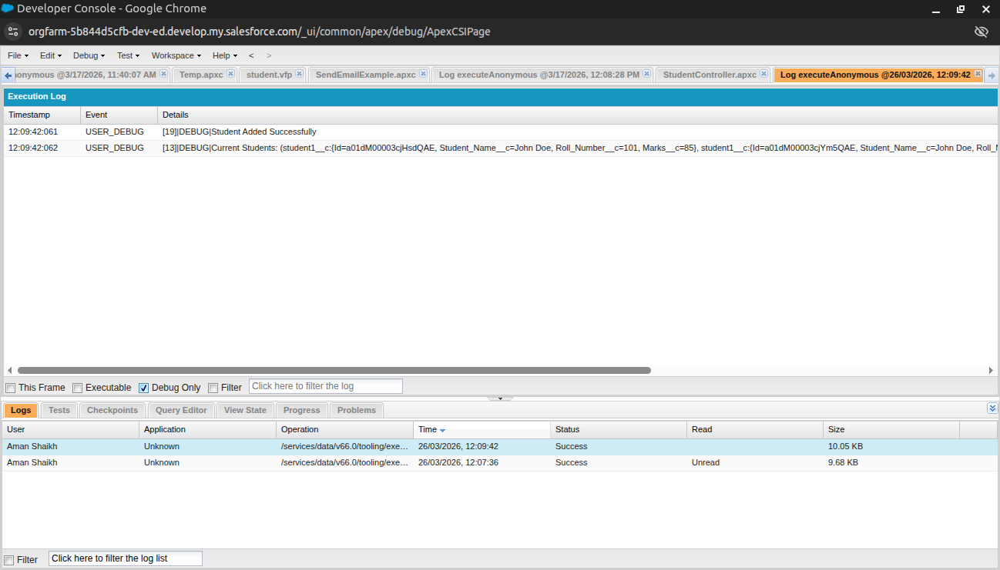 Developer Console - Google Chrome
orgfarm-5b844d5cfb-dev-ed.develop.my.salesforce.com/_ui/common/apex/debug/ApexCSIPage
File Edit Debug Test Workspace Help < >
onymous @3/17/2026, 11:40:07 AM Temp.apxc student.vfp SendEmailExample.apxc Log executeAnonymous @3/17/2026, 12:08:28 PM StudentController.apxc Log executeAnonymous @26/03/2026, 12:09:42
Execution Log
Timestamp Event Details
12:09:42:061 USER_DEBUG [19]|DEBUG|Student Added Successfully
12:09:42:062 USER_DEBUG [13]|DEBUG|Current Students: (student1__c:{Id=a01dM00003cjHsdQAE, Student_Name__c=John Doe, Roll_Number__c=101, Marks__c=85}, student1__c:{Id=a01dM00003cjYm5QAE, Student_Name__c=John Doe, Roll_
This Frame Executable Debug Only Filter Click here to filter the log
Logs Tests Checkpoints Query Editor View State Progress Problems
User Application Operation Time Status Read Size
Aman Shaikh Unknown /services/data/v66.0/tooling/exe... 26/03/2026, 12:09:42 Success 10.05 KB
Aman Shaikh Unknown /services/data/v66.0/tooling/exe... 26/03/2026, 12:07:36 Success Unread 9.68 KB
Filter Click here to filter the log list